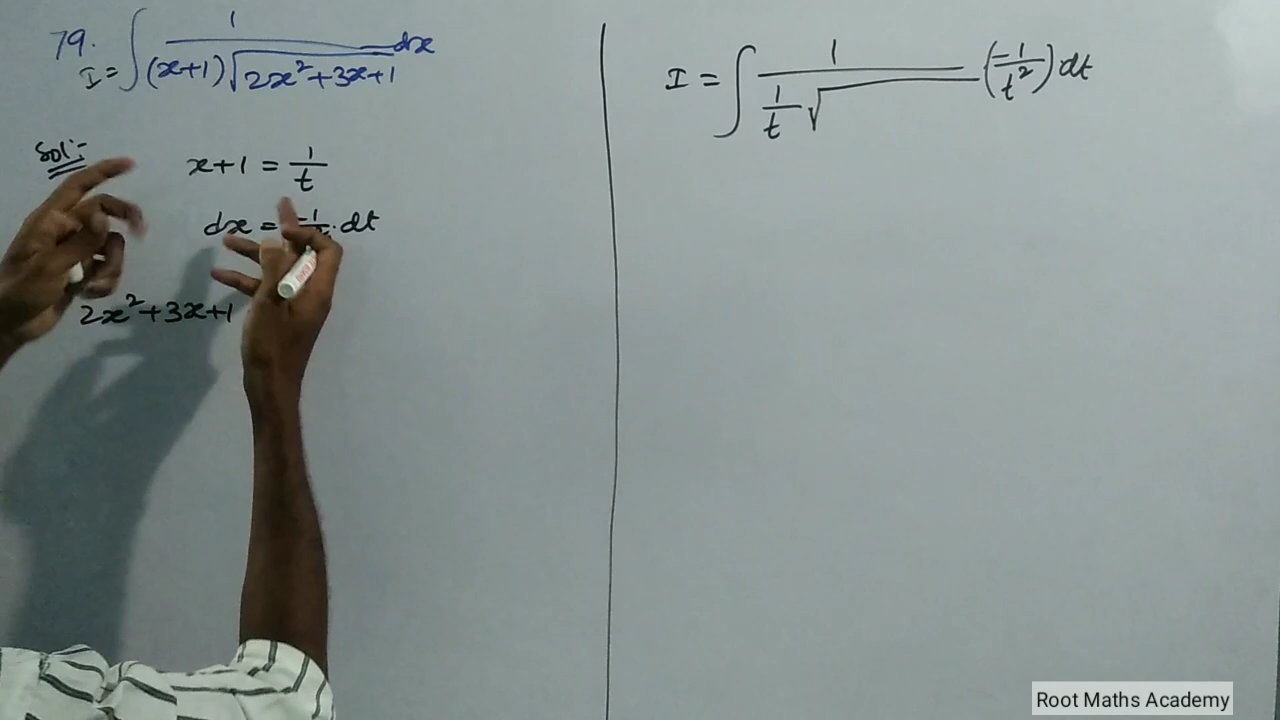 79. I = ∫ 1/((x+1)√(2x²+3x+1)) dx
Sol:-
x+1 = 1/t
dx = -1/ . dt
2x²+3x+1
I = ∫ 1/(1/t √ ) (-1/t²) dt
Root Maths Academy